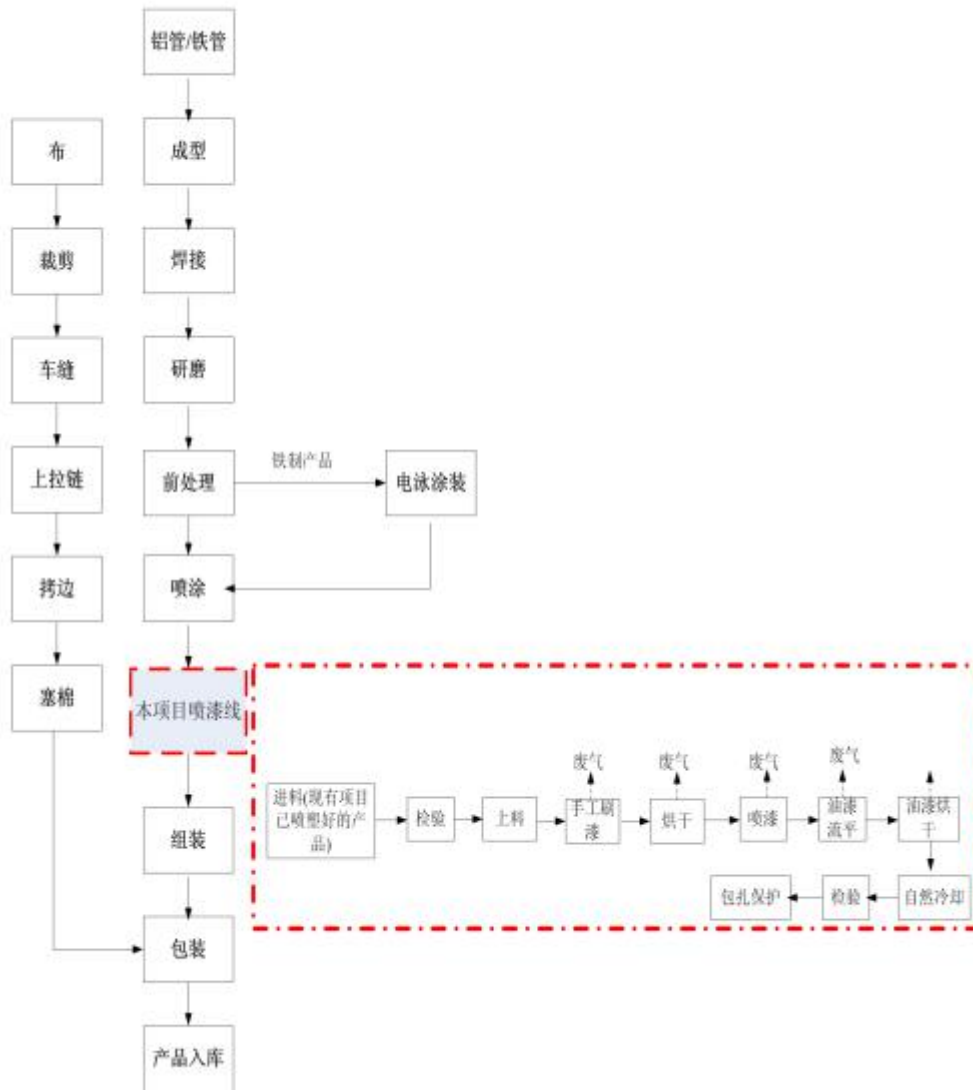 铝管/铁管
成型
焊接
研磨
前处理
铁制产品
电泳涂装
喷涂
本项目喷漆线
组装
包装
产品入库
布
裁剪
车缝
上拉链
拷边
塞棉
进料(现有项目
已喷塑好的产
品)
检验
上料
废气
手工刷
漆
废气
烘干
废气
喷漆
废气
油漆
流平
油漆烘
干
自然冷却
检验
包扎保护